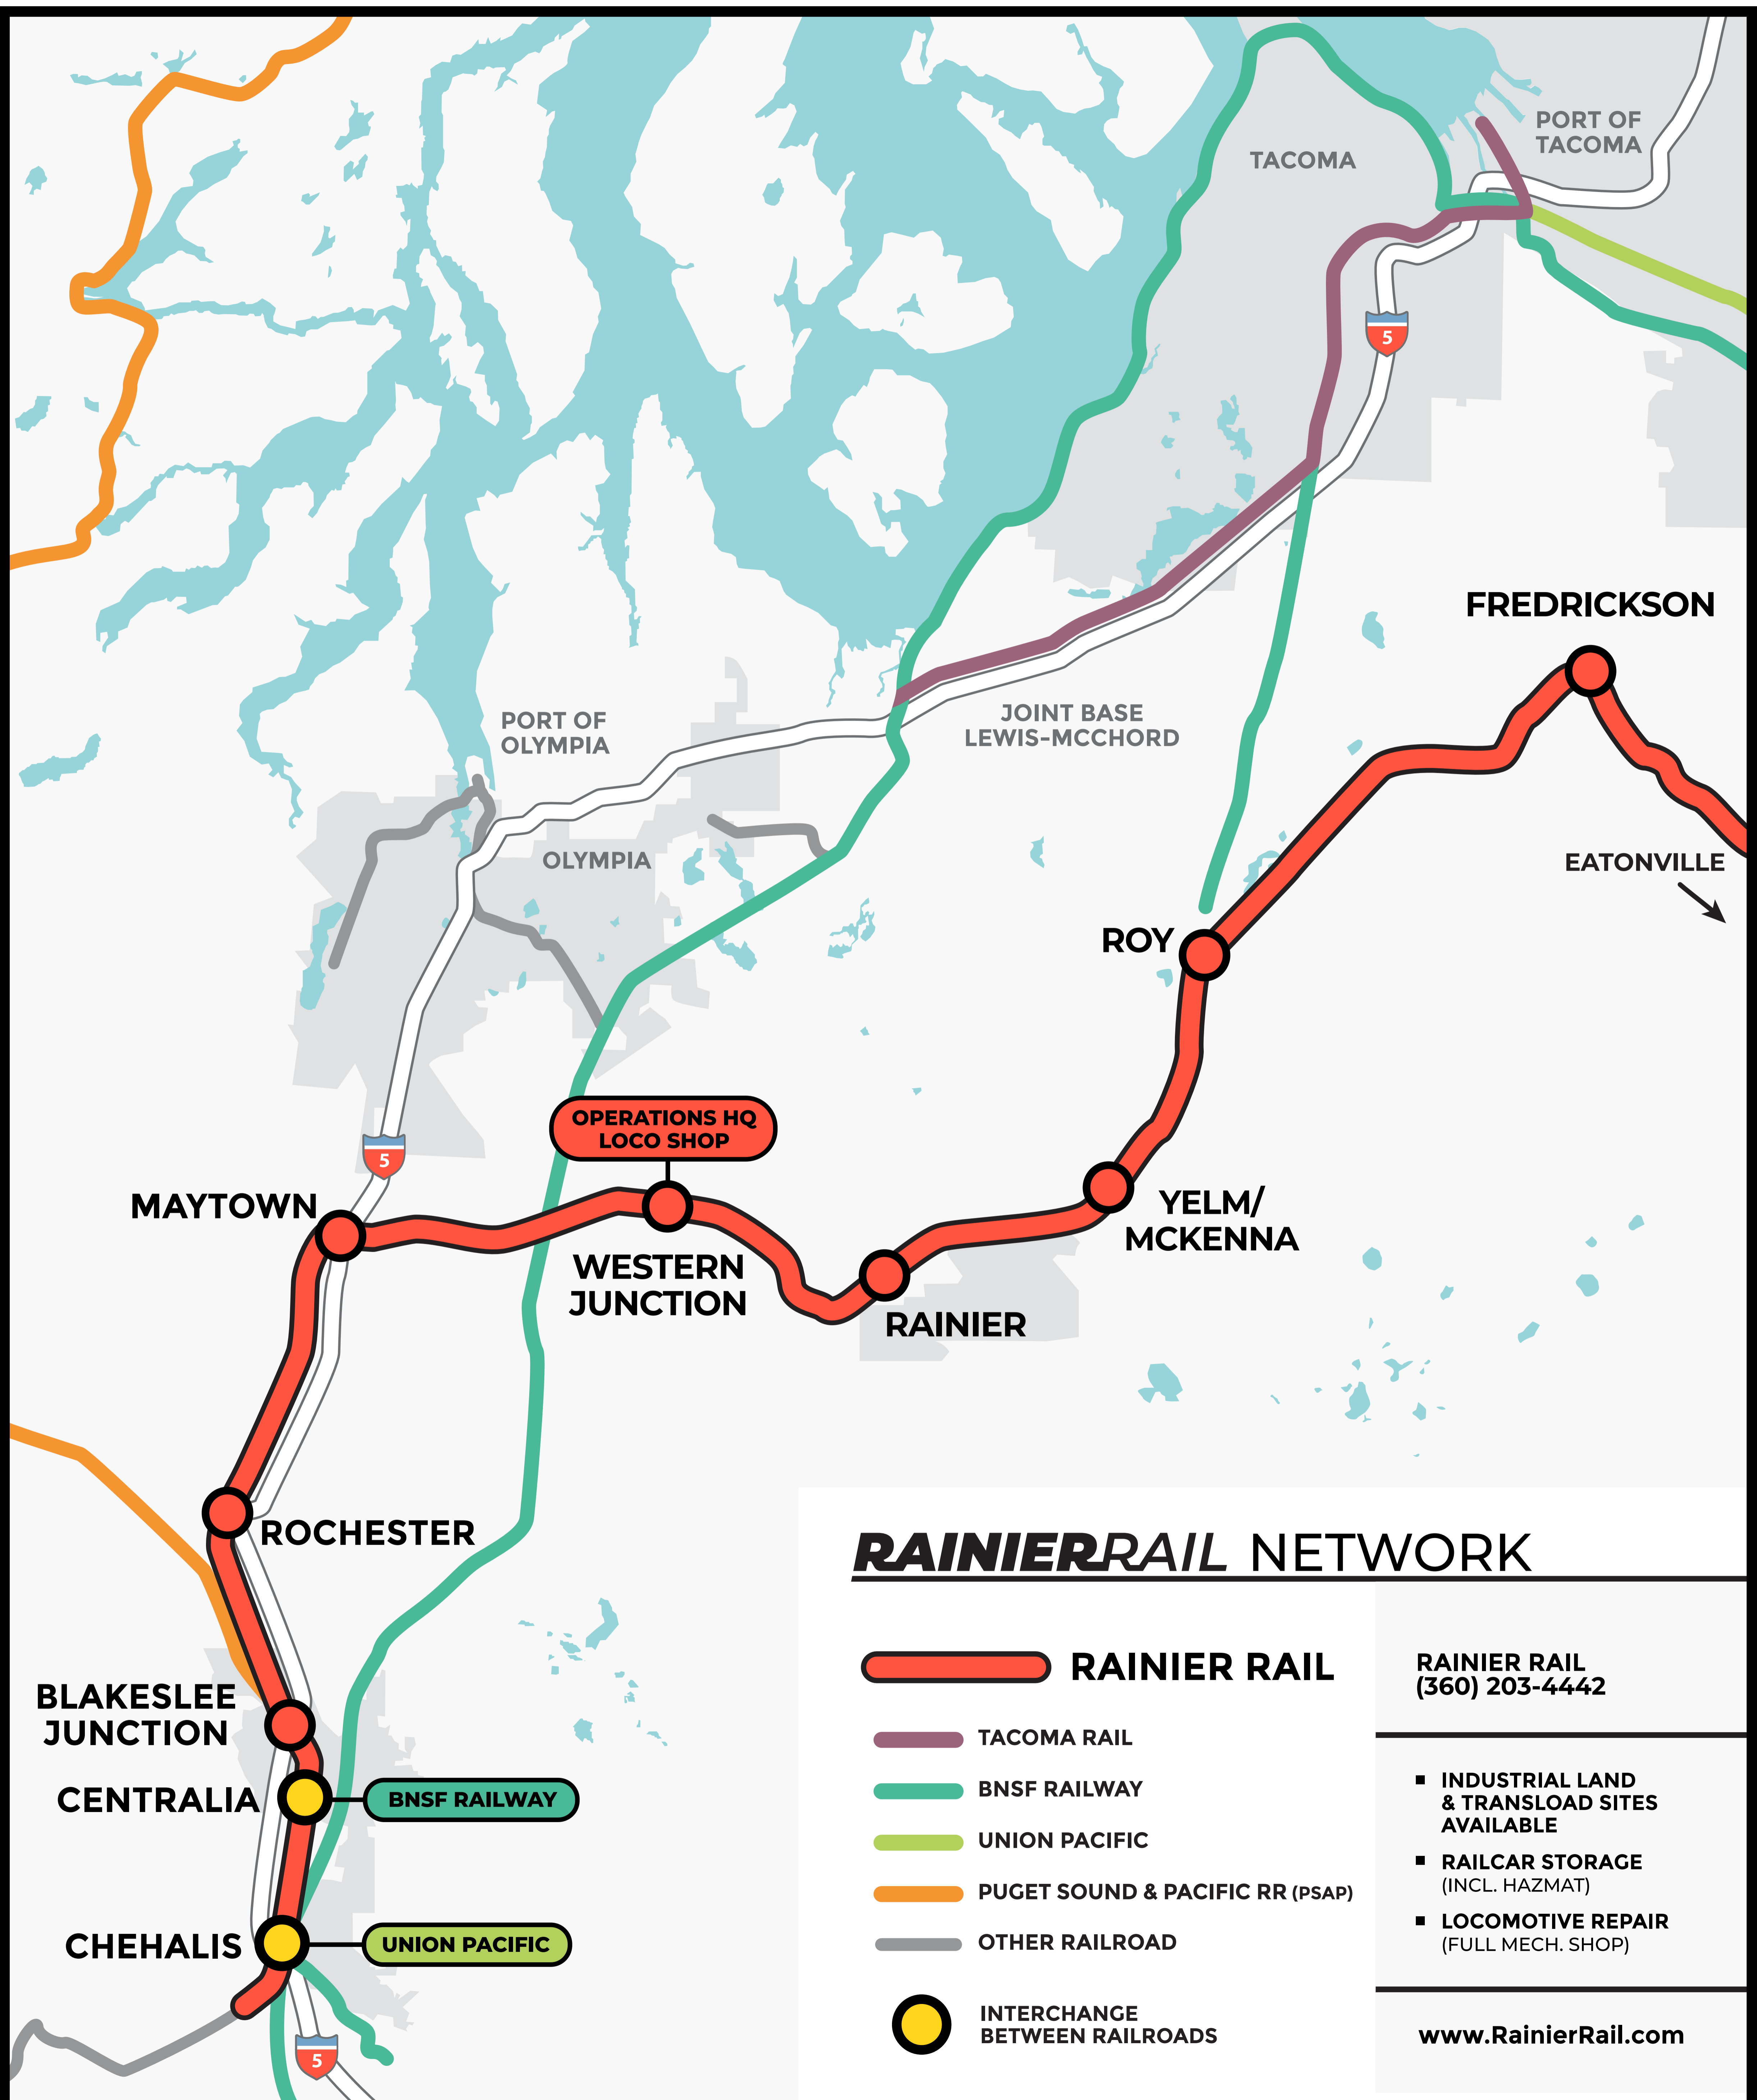 PORT OF
TACOMA
TACOMA
5
FREDRICKSON
PORT OF
OLYMPIA
JOINT BASE
LEWIS-MCCHORD
OLYMPIA
EATONVILLE
ROY
OPERATIONS HQ
LOCO SHOP
5
MAYTOWN
YELM/
MCKENNA
WESTERN
JUNCTION
RAINIER
ROCHESTER
BLAKESLEE
JUNCTION
CENTRALIA
BNSF RAILWAY
CHEHALIS
UNION PACIFIC
5
RAINIERRAIL NETWORK
RAINIER RAIL
TACOMA RAIL
BNSF RAILWAY
UNION PACIFIC
PUGET SOUND & PACIFIC RR (PSAP)
OTHER RAILROAD
INTERCHANGE
BETWEEN RAILROADS
RAINIER RAIL
(360) 203-4442
▪ INDUSTRIAL LAND
& TRANSLOAD SITES
AVAILABLE
▪ RAILCAR STORAGE
(INCL. HAZMAT)
▪ LOCOMOTIVE REPAIR
(FULL MECH. SHOP)
www.RainierRail.com